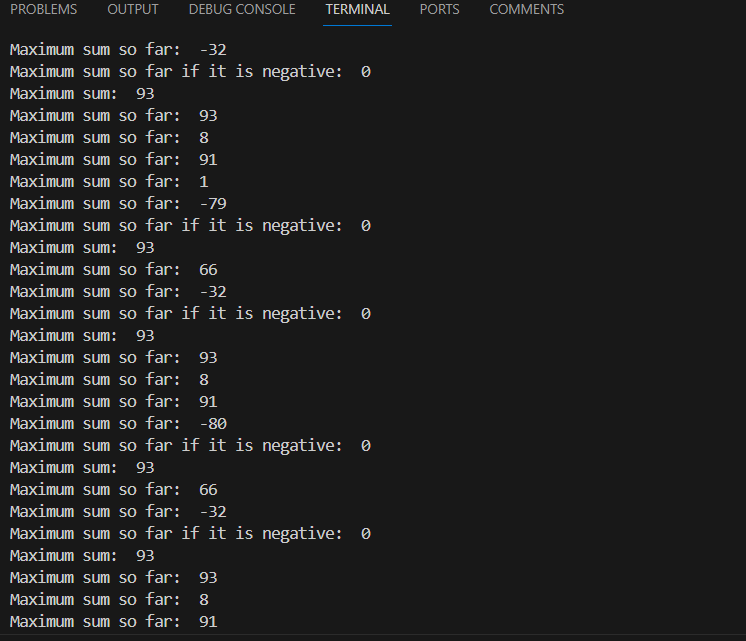 PROBLEMS OUTPUT DEBUG CONSOLE TERMINAL PORTS COMMENTS
Maximum sum so far:  -32
Maximum sum so far if it is negative:  0
Maximum sum:  93
Maximum sum so far:  93
Maximum sum so far:  8
Maximum sum so far:  91
Maximum sum so far:  1
Maximum sum so far:  -79
Maximum sum so far if it is negative:  0
Maximum sum:  93
Maximum sum so far:  66
Maximum sum so far:  -32
Maximum sum so far if it is negative:  0
Maximum sum:  93
Maximum sum so far:  93
Maximum sum so far:  8
Maximum sum so far:  91
Maximum sum so far:  -80
Maximum sum so far if it is negative:  0
Maximum sum:  93
Maximum sum so far:  66
Maximum sum so far:  -32
Maximum sum so far if it is negative:  0
Maximum sum:  93
Maximum sum so far:  93
Maximum sum so far:  8
Maximum sum so far:  91